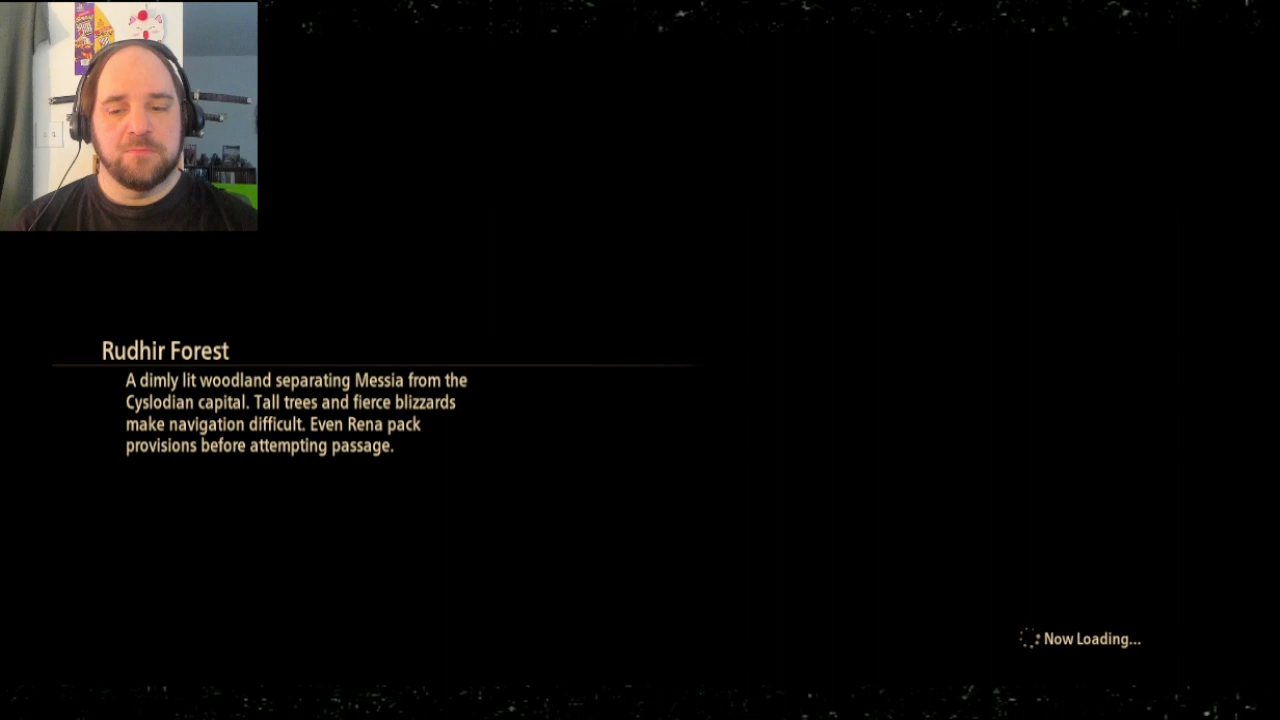 Rudhir Forest
A dimly lit woodland separating Messia from the
Cyslodian capital. Tall trees and fierce blizzards
make navigation difficult. Even Rena pack
provisions before attempting passage.
Now Loading...